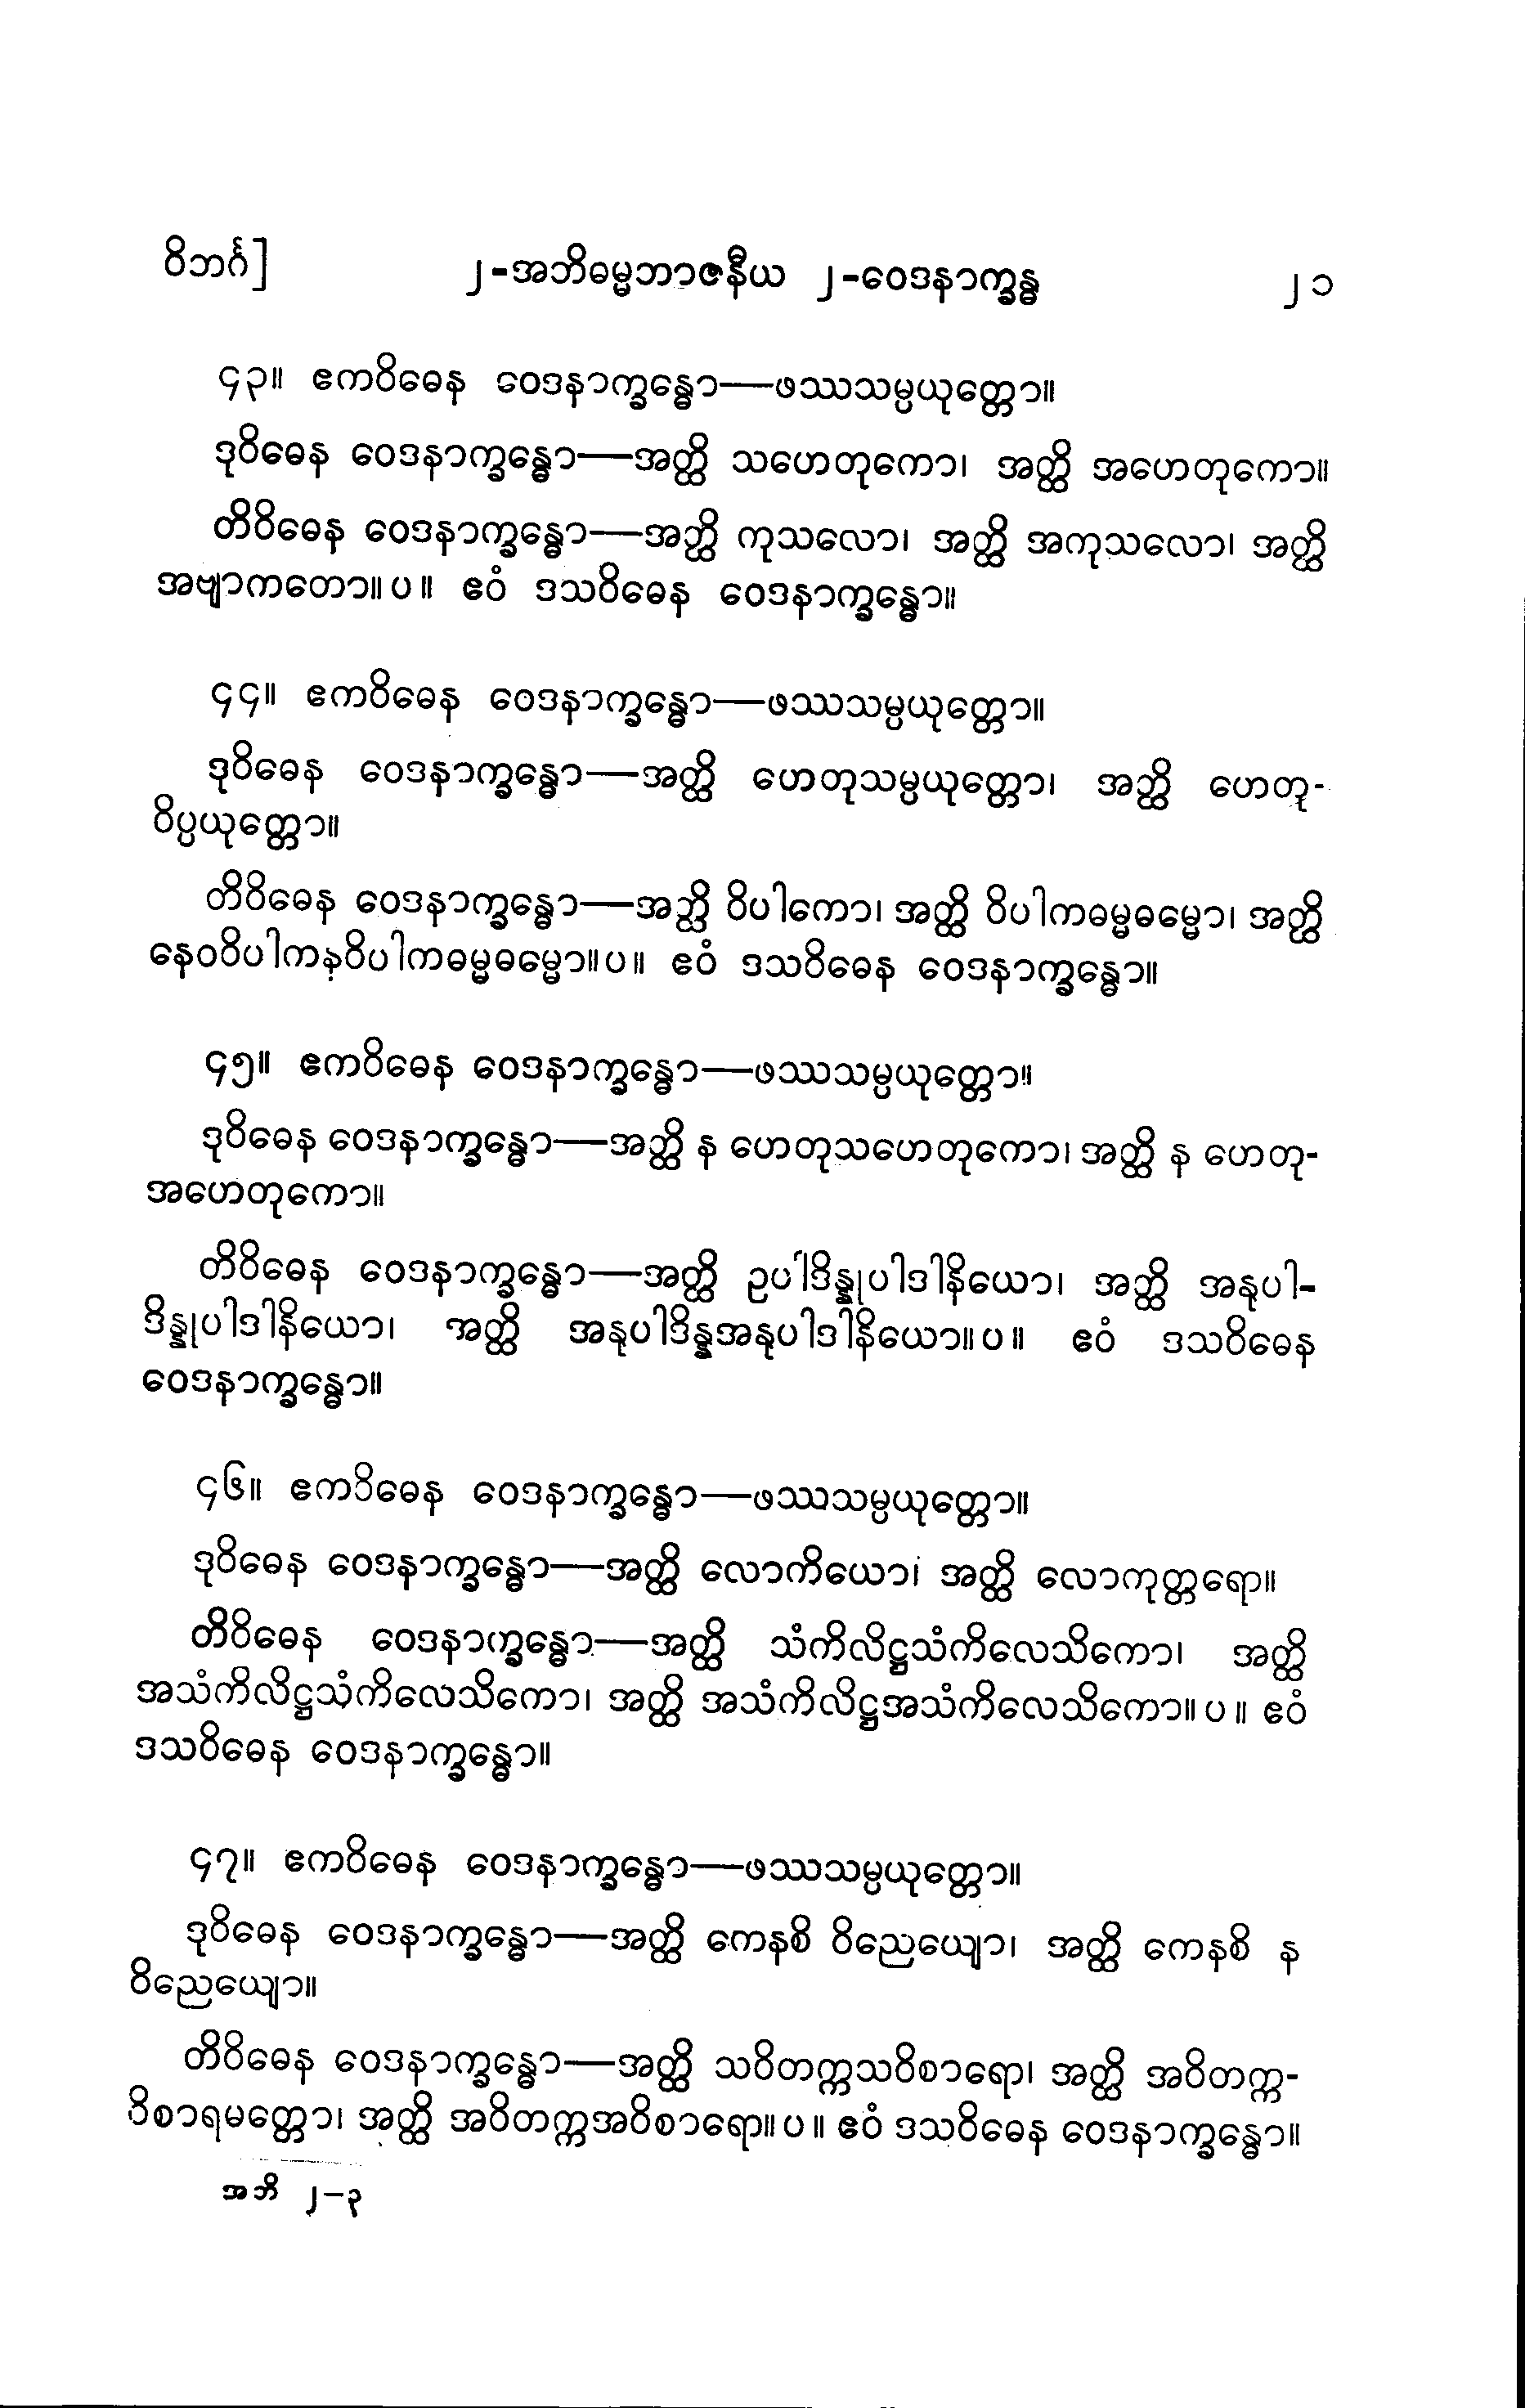 ဝိဘင်္ဂ] ၂-အဘိဓမ္မဘာဇနီယ ၂-ဝေဒနာက္ခန္ဓ ၂၁
၄၃။ ဧကဝိဓေန ဝေဒနာက္ခန္ဓော—ဖဿသမ္ပယုတ္တော။
ဒုဝိဓေန ဝေဒနာက္ခန္ဓော—အတ္ထိ သဟေတုကော၊ အတ္ထိ အဟေတုကော။
တိဝိဓေန ဝေဒနာက္ခန္ဓော—အတ္ထိ ကုသလော၊ အတ္ထိ အကုသလော၊ အတ္ထိ
အဗျာကတော။ ပ ။ ဧဝံ ဒသဝိဓေန ဝေဒနာက္ခန္ဓော။
၄၄။ ဧကဝိဓေန ဝေဒနာက္ခန္ဓော—ဖဿသမ္ပယုတ္တော။
ဒုဝိဓေန ဝေဒနာက္ခန္ဓော—အတ္ထိ ဟေတုသမ္ပယုတ္တော၊ အတ္ထိ ဟေတု-
ဝိပ္ပယုတ္တော။
တိဝိဓေန ဝေဒနာက္ခန္ဓော—အတ္ထိ ဝိပါကော၊ အတ္ထိ ဝိပါကဓမ္မဓမ္မော၊ အတ္ထိ
နေဝဝိပါကနဝိပါကဓမ္မဓမ္မော။ ပ ။ ဧဝံ ဒသဝိဓေန ဝေဒနာက္ခန္ဓော။
၄၅။ ဧကဝိဓေန ဝေဒနာက္ခန္ဓော—ဖဿသမ္ပယုတ္တော။
ဒုဝိဓေန ဝေဒနာက္ခန္ဓော—အတ္ထိ န ဟေတုသဟေတုကော၊ အတ္ထိ န ဟေတု-
အဟေတုကော။
တိဝိဓေန ဝေဒနာက္ခန္ဓော—အတ္ထိ ဥပါဒိန္နုပါဒါနိယော၊ အတ္ထိ အနုပါ-
ဒိန္နုပါဒါနိယော၊ အတ္ထိ အနုပါဒိန္နအနုပါဒါနိယော။ ပ ။ ဧဝံ ဒသဝိဓေန
ဝေဒနာက္ခန္ဓော။
၄၆။ ဧကဝိဓေန ဝေဒနာက္ခန္ဓော—ဖဿသမ္ပယုတ္တော။
ဒုဝိဓေန ဝေဒနာက္ခန္ဓော—အတ္ထိ လောကိယော၊ အတ္ထိ လောကုတ္တရော။
တိဝိဓေန ဝေဒနာက္ခန္ဓော—အတ္ထိ သံကိလိဋ္ဌသံကိလေသိကော၊ အတ္ထိ
အသံကိလိဋ္ဌသံကိလေသိကော၊ အတ္ထိ အသံကိလိဋ္ဌအသံကိလေသိကော။ ပ ။ ဧဝံ
ဒသဝိဓေန ဝေဒနာက္ခန္ဓော။
၄၇။ ဧကဝိဓေန ဝေဒနာက္ခန္ဓော—ဖဿသမ္ပယုတ္တော။
ဒုဝိဓေန ဝေဒနာက္ခန္ဓော—အတ္ထိ ကေနစိ ဝိညေယျော၊ အတ္ထိ ကေနစိ န
ဝိညေယျော။
တိဝိဓေန ဝေဒနာက္ခန္ဓော—အတ္ထိ သဝိတက္ကသဝိစာရော၊ အတ္ထိ အဝိတက္က-
ဝိစာရမတ္တော၊ အတ္ထိ အဝိတက္ကအဝိစာရော။ ပ ။ ဧဝံ ဒသဝိဓေန ဝေဒနာက္ခန္ဓော။
အဘိ ၂-၃